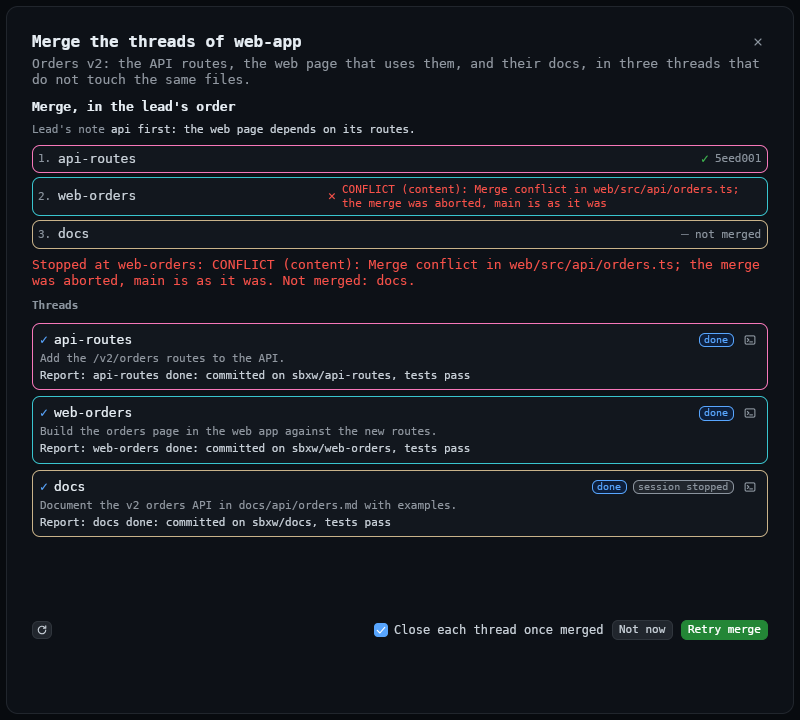 Merge the threads of web-app
×
Orders v2: the API routes, the web page that uses them, and their docs, in three threads that
do not touch the same files.
Merge, in the lead's order
Lead's note api first: the web page depends on its routes.
1. api-routes ✓ 5eed001
2. web-orders × CONFLICT (content): Merge conflict in web/src/api/orders.ts;
the merge was aborted, main is as it was
3. docs — not merged
Stopped at web-orders: CONFLICT (content): Merge conflict in web/src/api/orders.ts; the merge
was aborted, main is as it was. Not merged: docs.
Threads
✓ api-routes done
Add the /v2/orders routes to the API.
Report: api-routes done: committed on sbxw/api-routes, tests pass
✓ web-orders done
Build the orders page in the web app against the new routes.
Report: web-orders done: committed on sbxw/web-orders, tests pass
✓ docs done session stopped
Document the v2 orders API in docs/api/orders.md with examples.
Report: docs done: committed on sbxw/docs, tests pass
Close each thread once merged Not now Retry merge